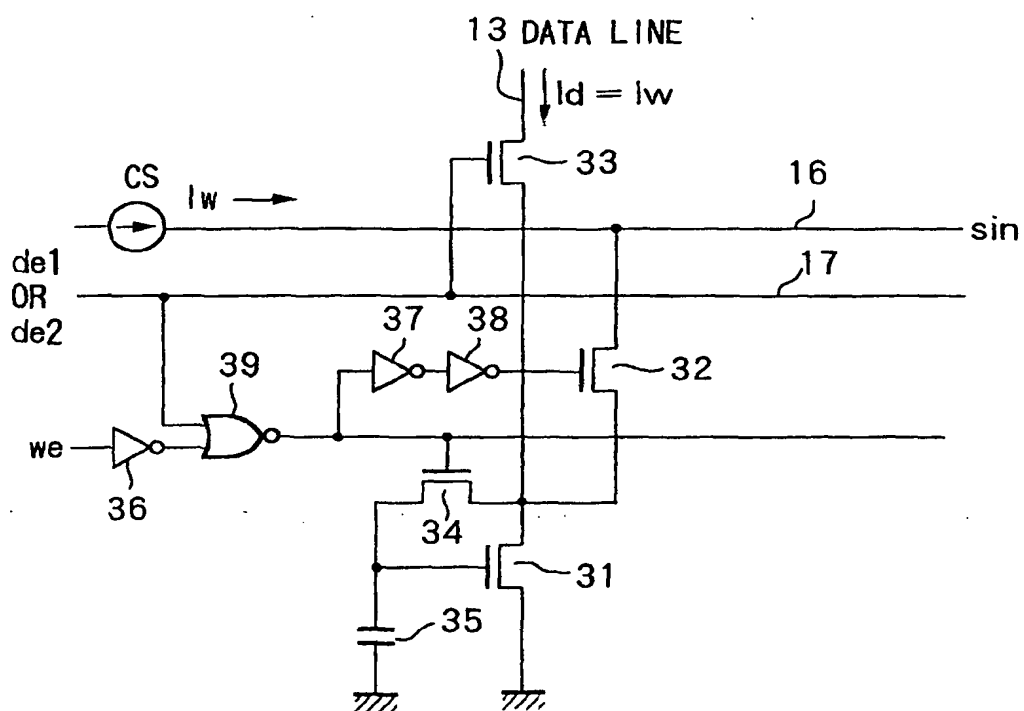 13 DATA LINE
Id = Iw
33
CS
Iw
16
sin
de1
OR
de2
17
37
38
32
39
we
36
34
31
35